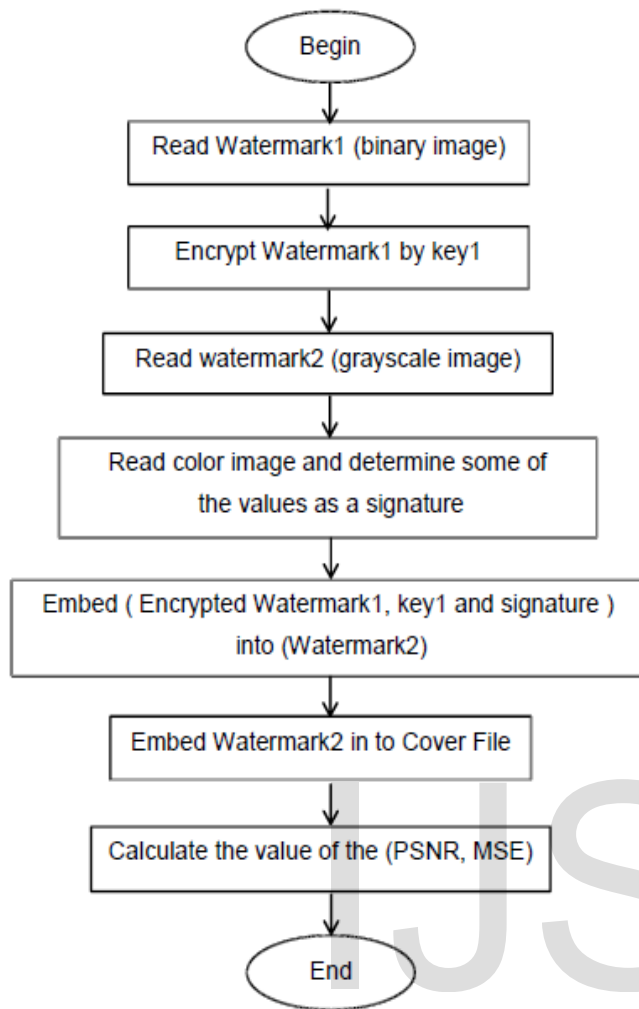 Begin
Read Watermark1 (binary image)
Encrypt Watermark1 by key1
Read watermark2 (grayscale image)
Read color image and determine some of
the values as a signature
Embed ( Encrypted Watermark1, key1 and signature )
into (Watermark2)
Embed Watermark2 in to Cover File
Calculate the value of the (PSNR, MSE)
End
IJS